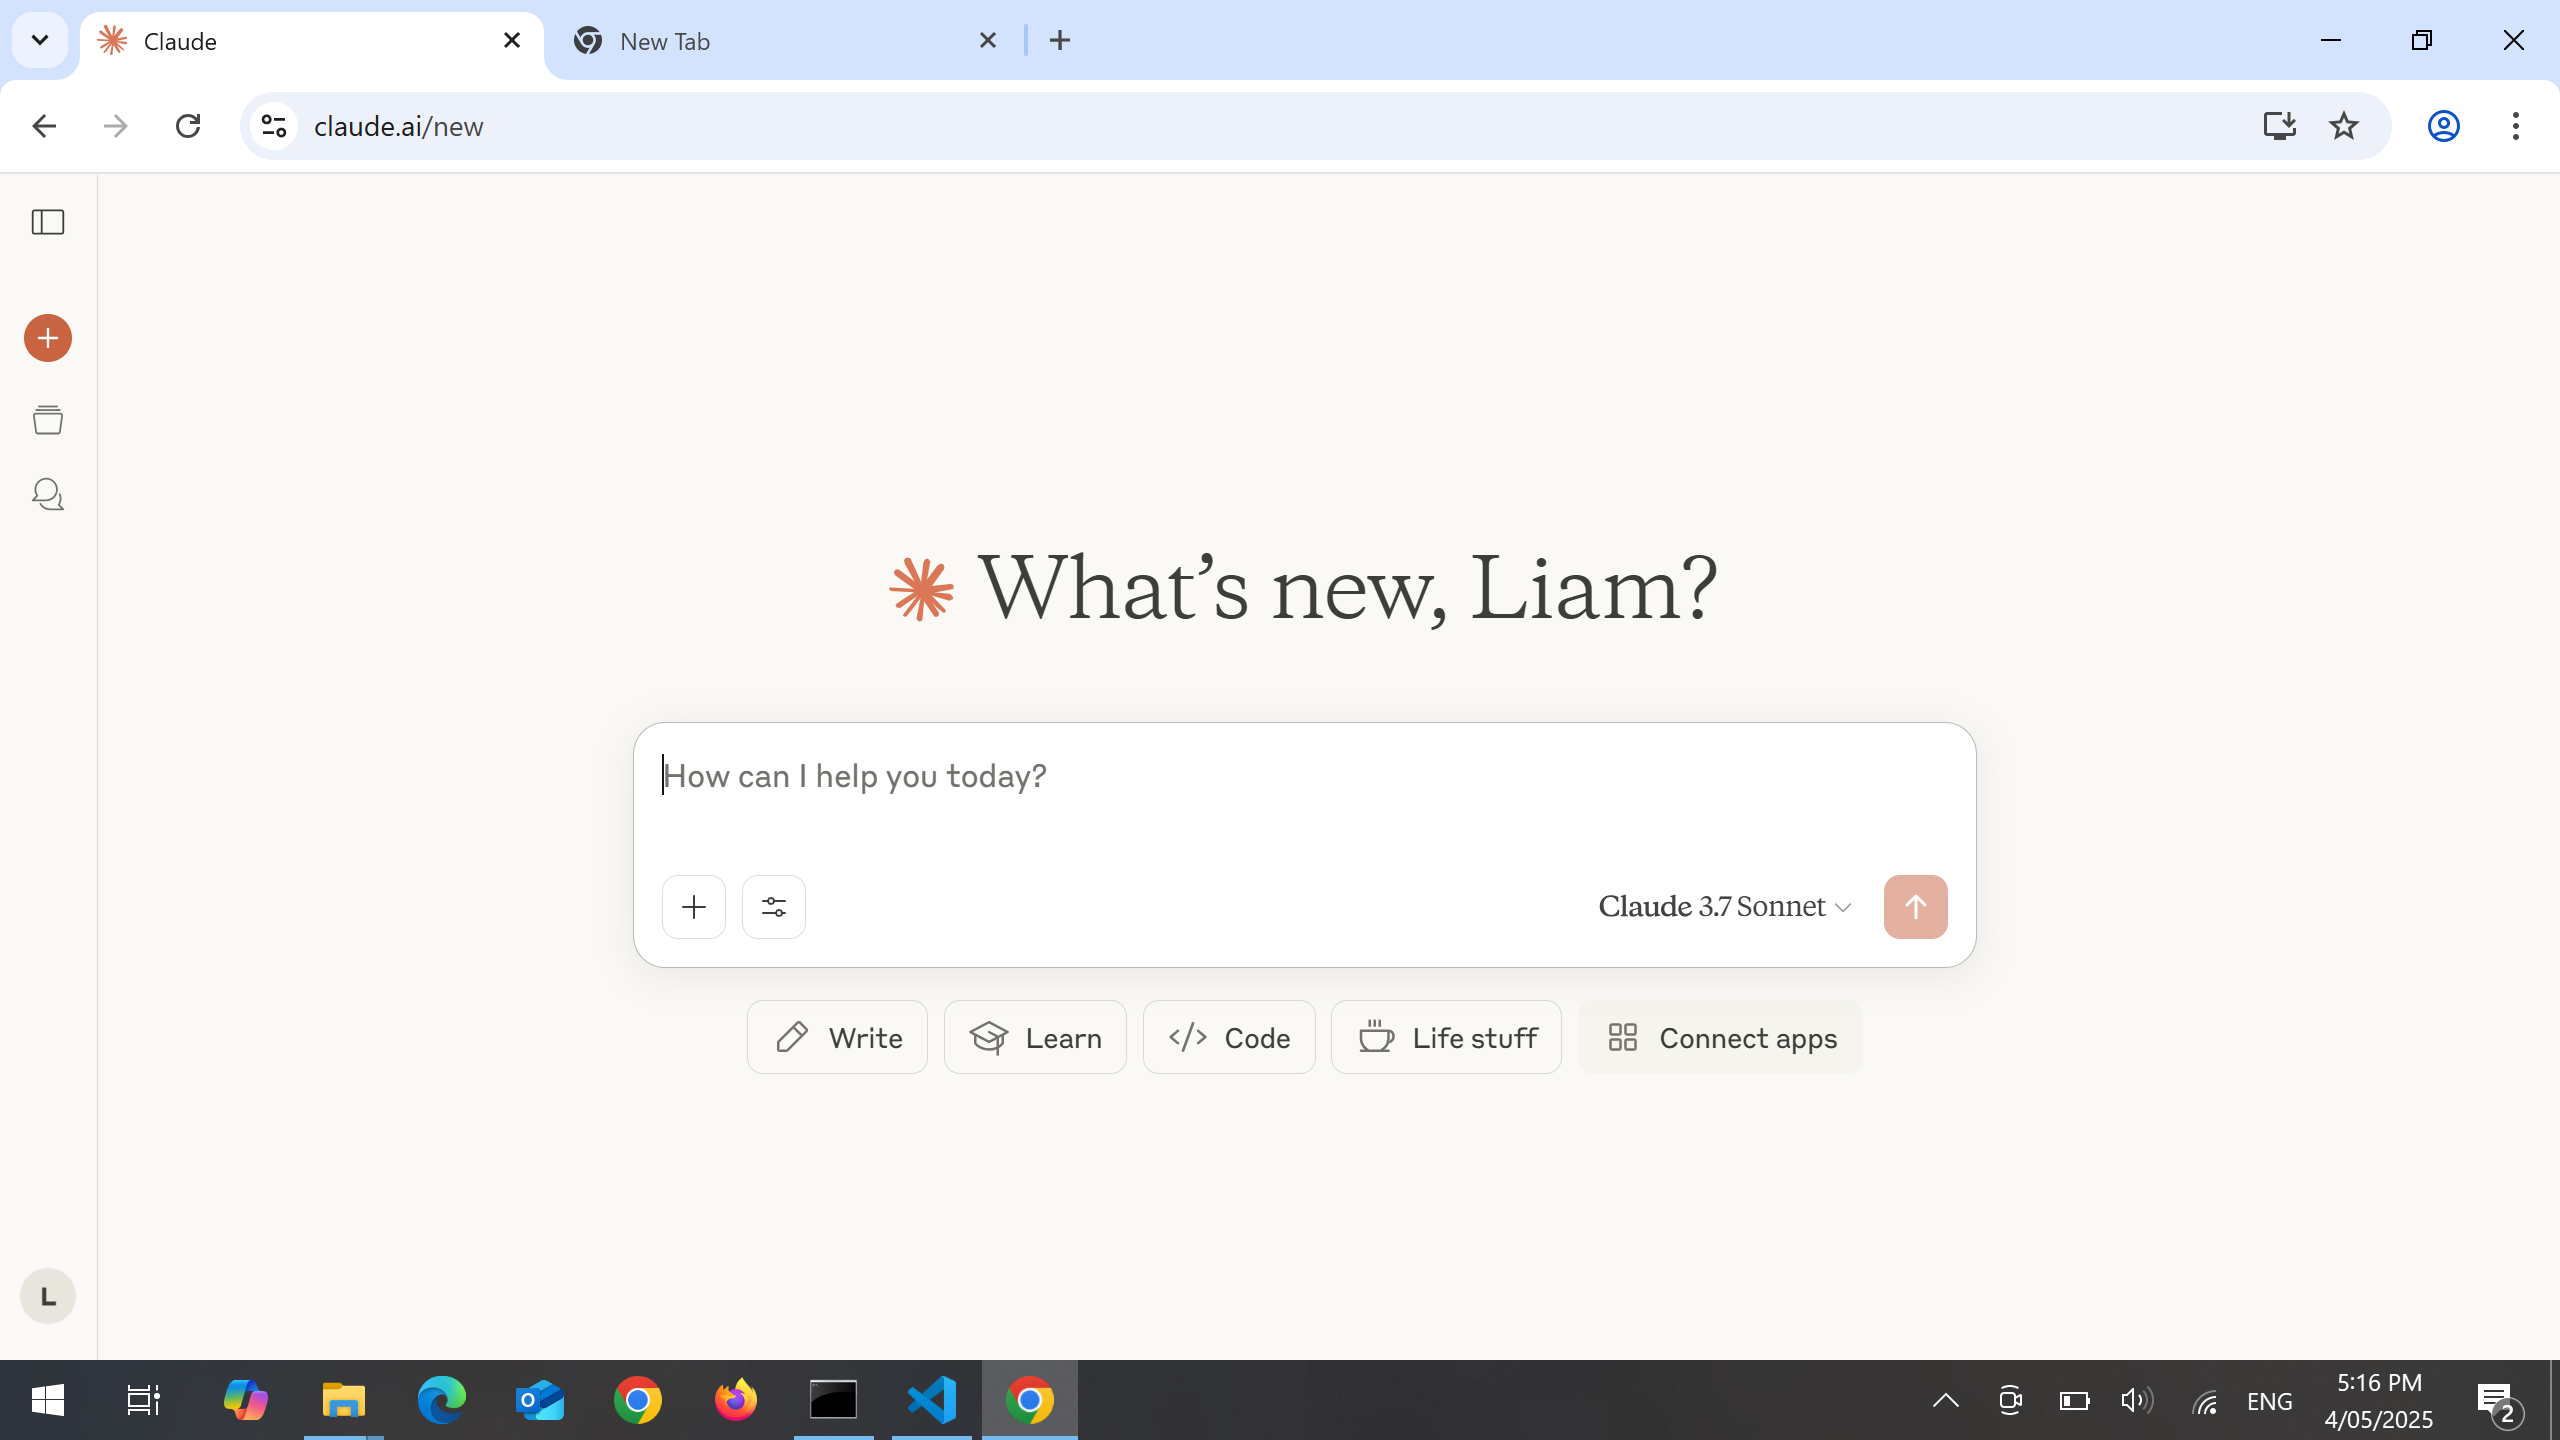 Claude
New Tab
claude.ai/new
What's new, Liam?
How can I help you today?
Claude 3.7 Sonnet
Write
Learn
Code
Life stuff
Connect apps
L
ENG
5:16 PM
4/05/2025
2